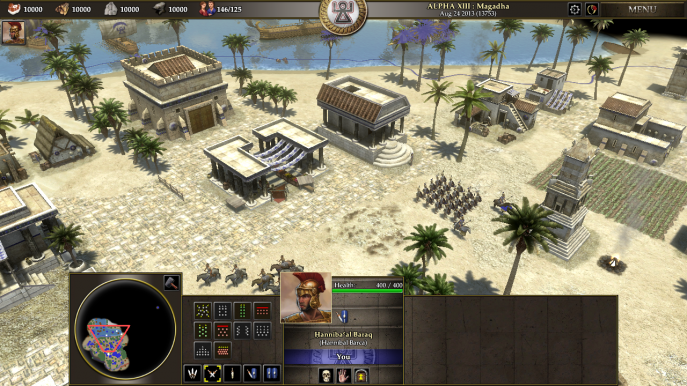 10000
10000
10000
10000
146/125
ALPHA XIII : Magadha
Aug 24 2013 (13753)
MENU
Health:
400 / 400
Hanniba'al Baraq
(Hannibal Barca)
You